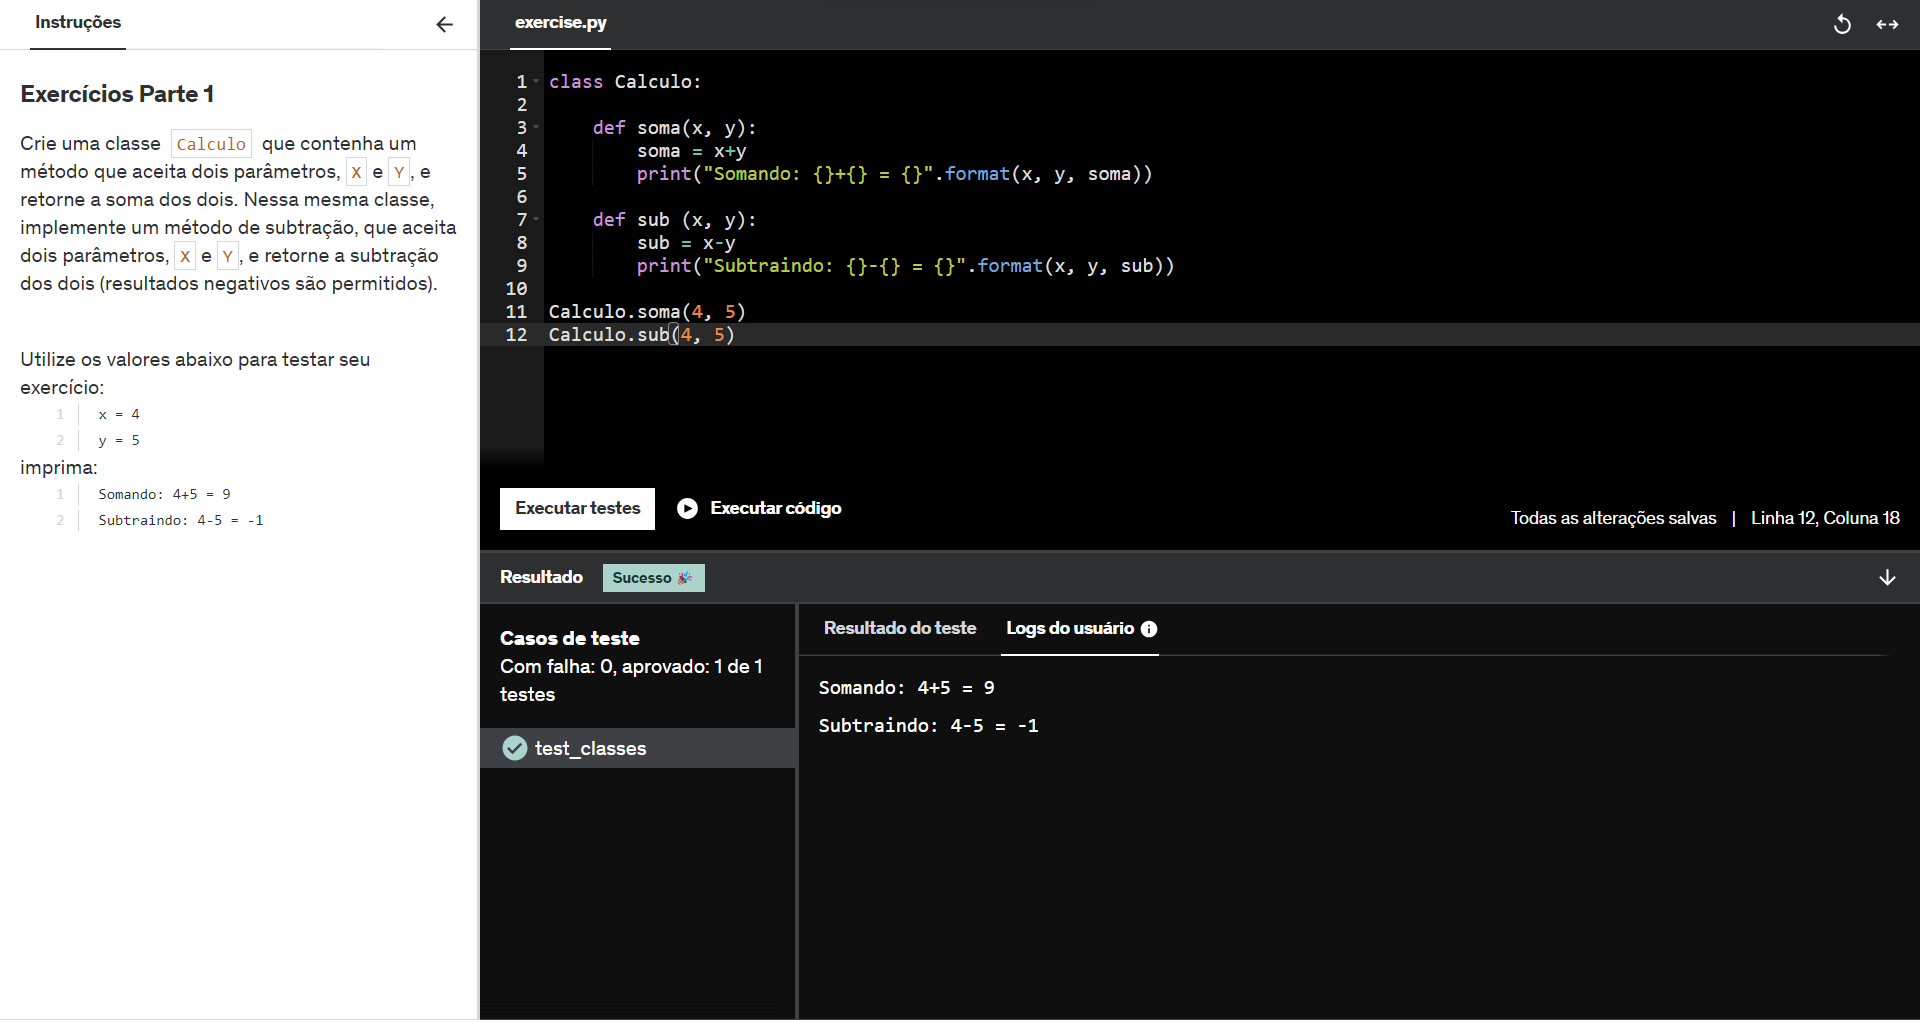 Instruções
Exercícios Parte 1
Crie uma classe Calculo que contenha um
método que aceita dois parâmetros, X e Y, e
retorne a soma dos dois. Nessa mesma classe,
implemente um método de subtração, que aceita
dois parâmetros, X e Y, e retorne a subtração
dos dois (resultados negativos são permitidos).
Utilize os valores abaixo para testar seu
exercício:
1 x = 4
2 y = 5
imprima:
1 Somando: 4+5 = 9
2 Subtraindo: 4-5 = -1
exercise.py
1 class Calculo:
2
3     def soma(x, y):
4         soma = x+y
5         print("Somando: {}+{} = {}".format(x, y, soma))
6
7     def sub (x, y):
8         sub = x-y
9         print("Subtraindo: {}-{} = {}".format(x, y, sub))
10
11 Calculo.soma(4, 5)
12 Calculo.sub(4, 5)
Executar testes
Executar código
Todas as alterações salvas | Linha 12, Coluna 18
Resultado
Sucesso 🎉
Casos de teste
Com falha: 0, aprovado: 1 de 1
testes
test_classes
Resultado do teste
Logs do usuário
Somando: 4+5 = 9
Subtraindo: 4-5 = -1